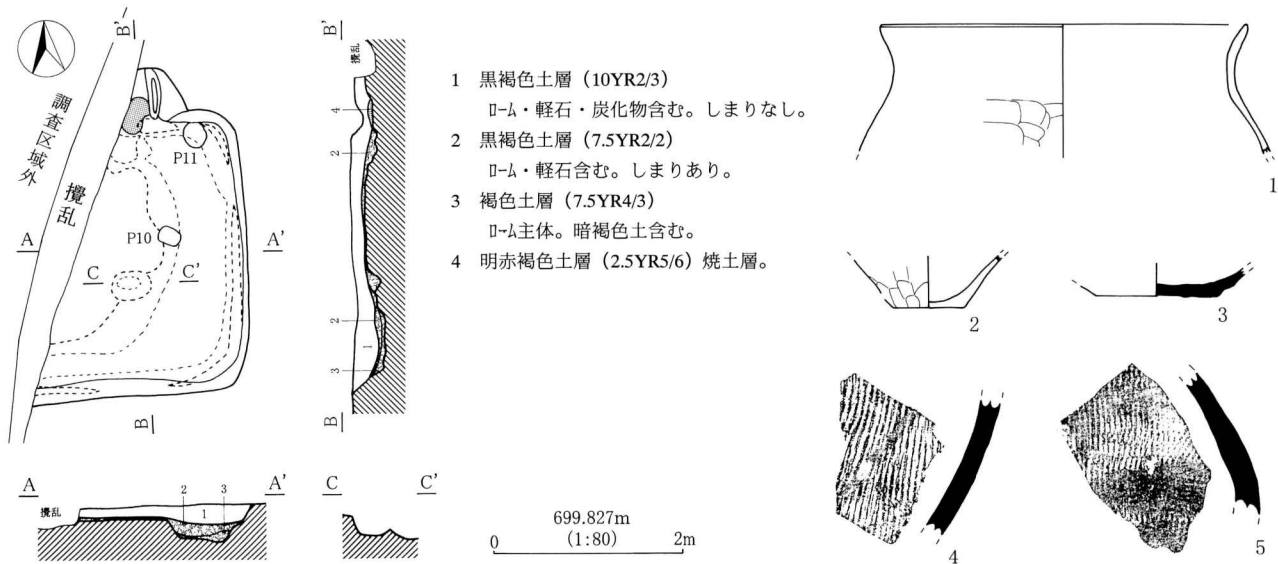 B'
調査区域外
攪乱
P11
P10
A
A'
C
C'
B
B'
攪乱
4
2
2
1
3
B
1 黒褐色土層（10YR2/3）
ローム・軽石・炭化物含む。しまりなし。
2 黒褐色土層（7.5YR2/2）
ローム・軽石含む。しまりあり。
3 褐色土層（7.5YR4/3）
ローム主体。暗褐色土含む。
4 明赤褐色土層（2.5YR5/6）焼土層。
A
A'
攪乱
2
3
1
C
C'
699.827m
(1:80)
0
2m
1
2
3
4
5